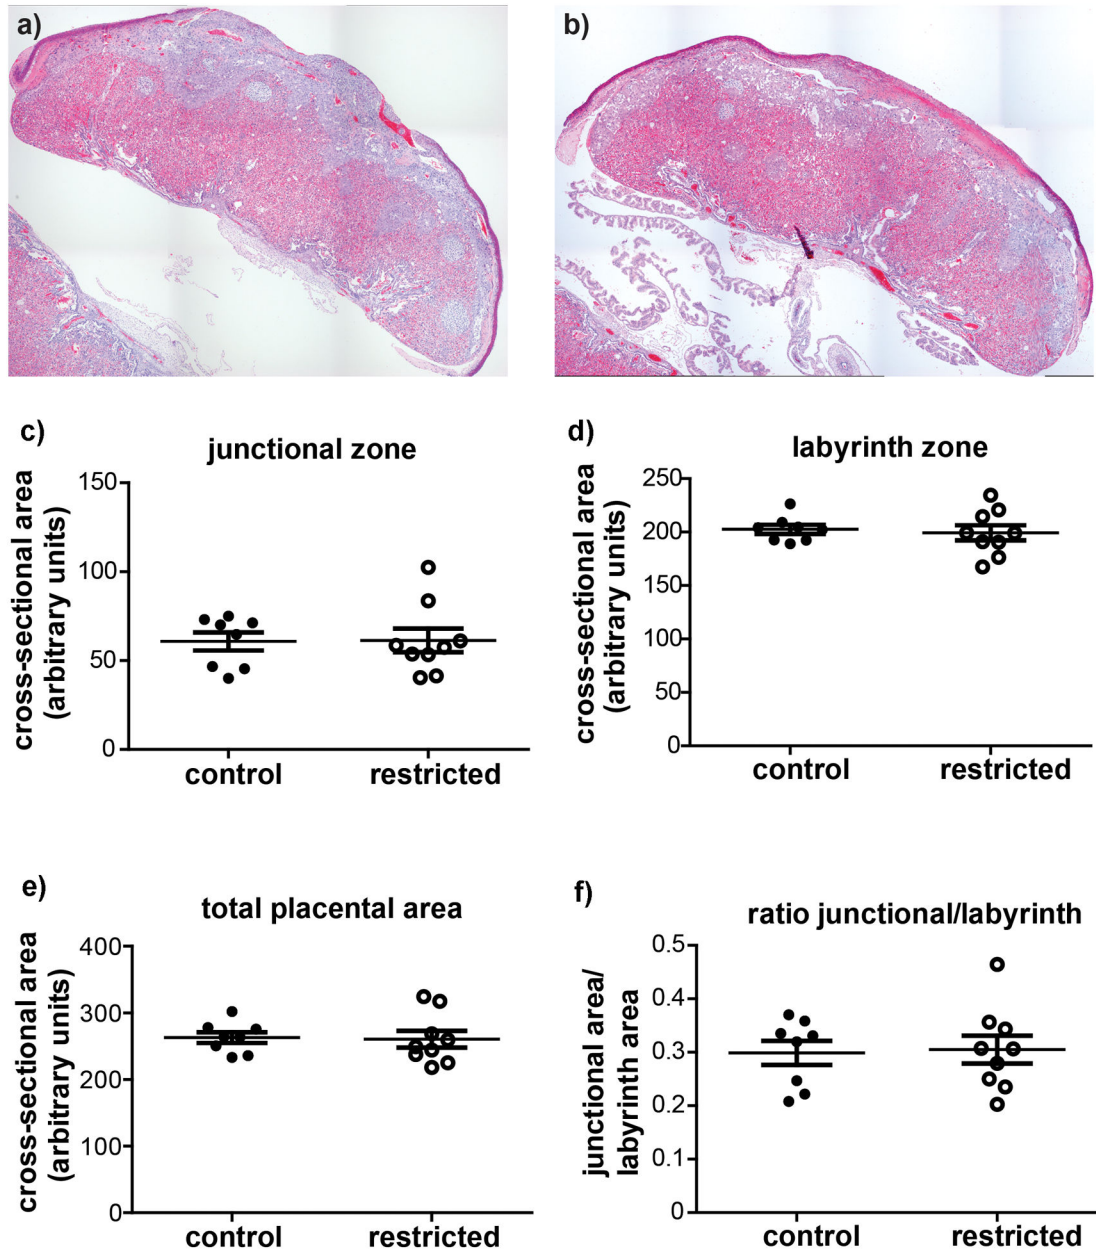 a)
b)
c)
junctional zone
cross-sectional area
(arbitrary units)
150
100
50
0
control
restricted
d)
labyrinth zone
cross-sectional area
(arbitrary units)
250
200
150
100
50
0
control
restricted
e)
total placental area
cross-sectional area
(arbitrary units)
400
300
200
100
0
control
restricted
f)
ratio junctional/labyrinth
junctional area/
labyrinth area
0.5
0.4
0.3
0.2
0.1
0
control
restricted